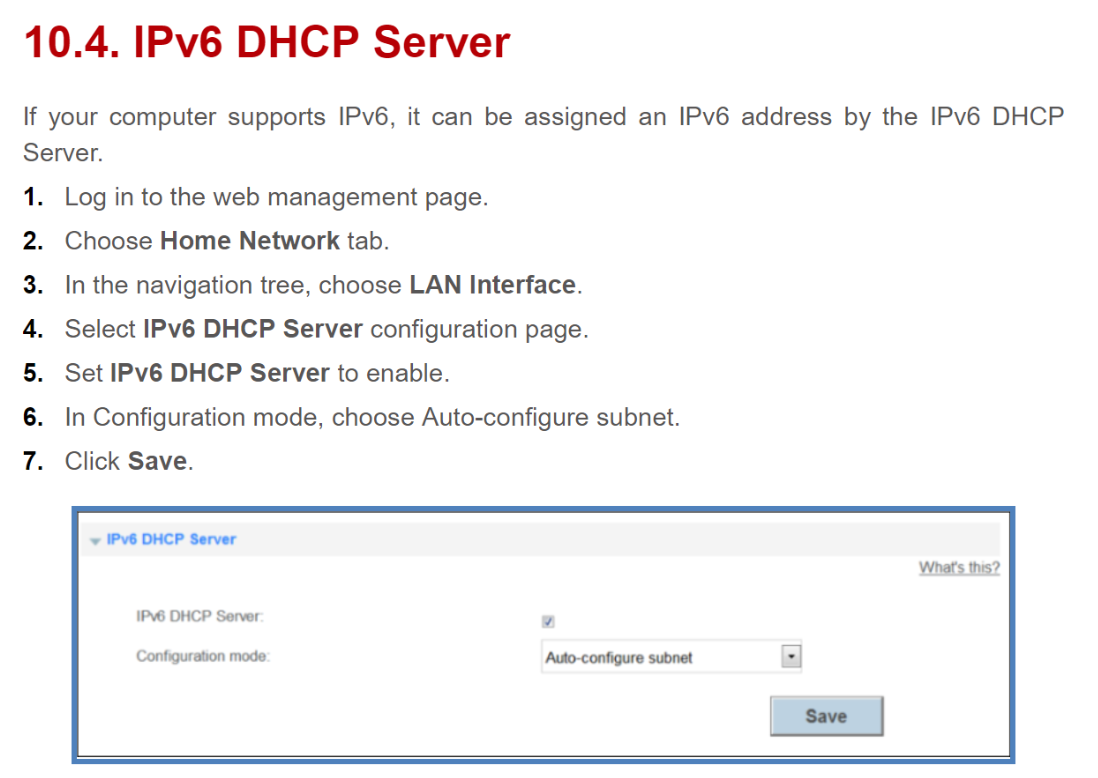 10.4. IPv6 DHCP Server
If your computer supports IPv6, it can be assigned an IPv6 address by the IPv6 DHCP
Server.
1. Log in to the web management page.
2. Choose Home Network tab.
3. In the navigation tree, choose LAN Interface.
4. Select IPv6 DHCP Server configuration page.
5. Set IPv6 DHCP Server to enable.
6. In Configuration mode, choose Auto-configure subnet.
7. Click Save.
IPv6 DHCP Server
What's this?
IPv6 DHCP Server:
Configuration mode:
Auto-configure subnet
Save